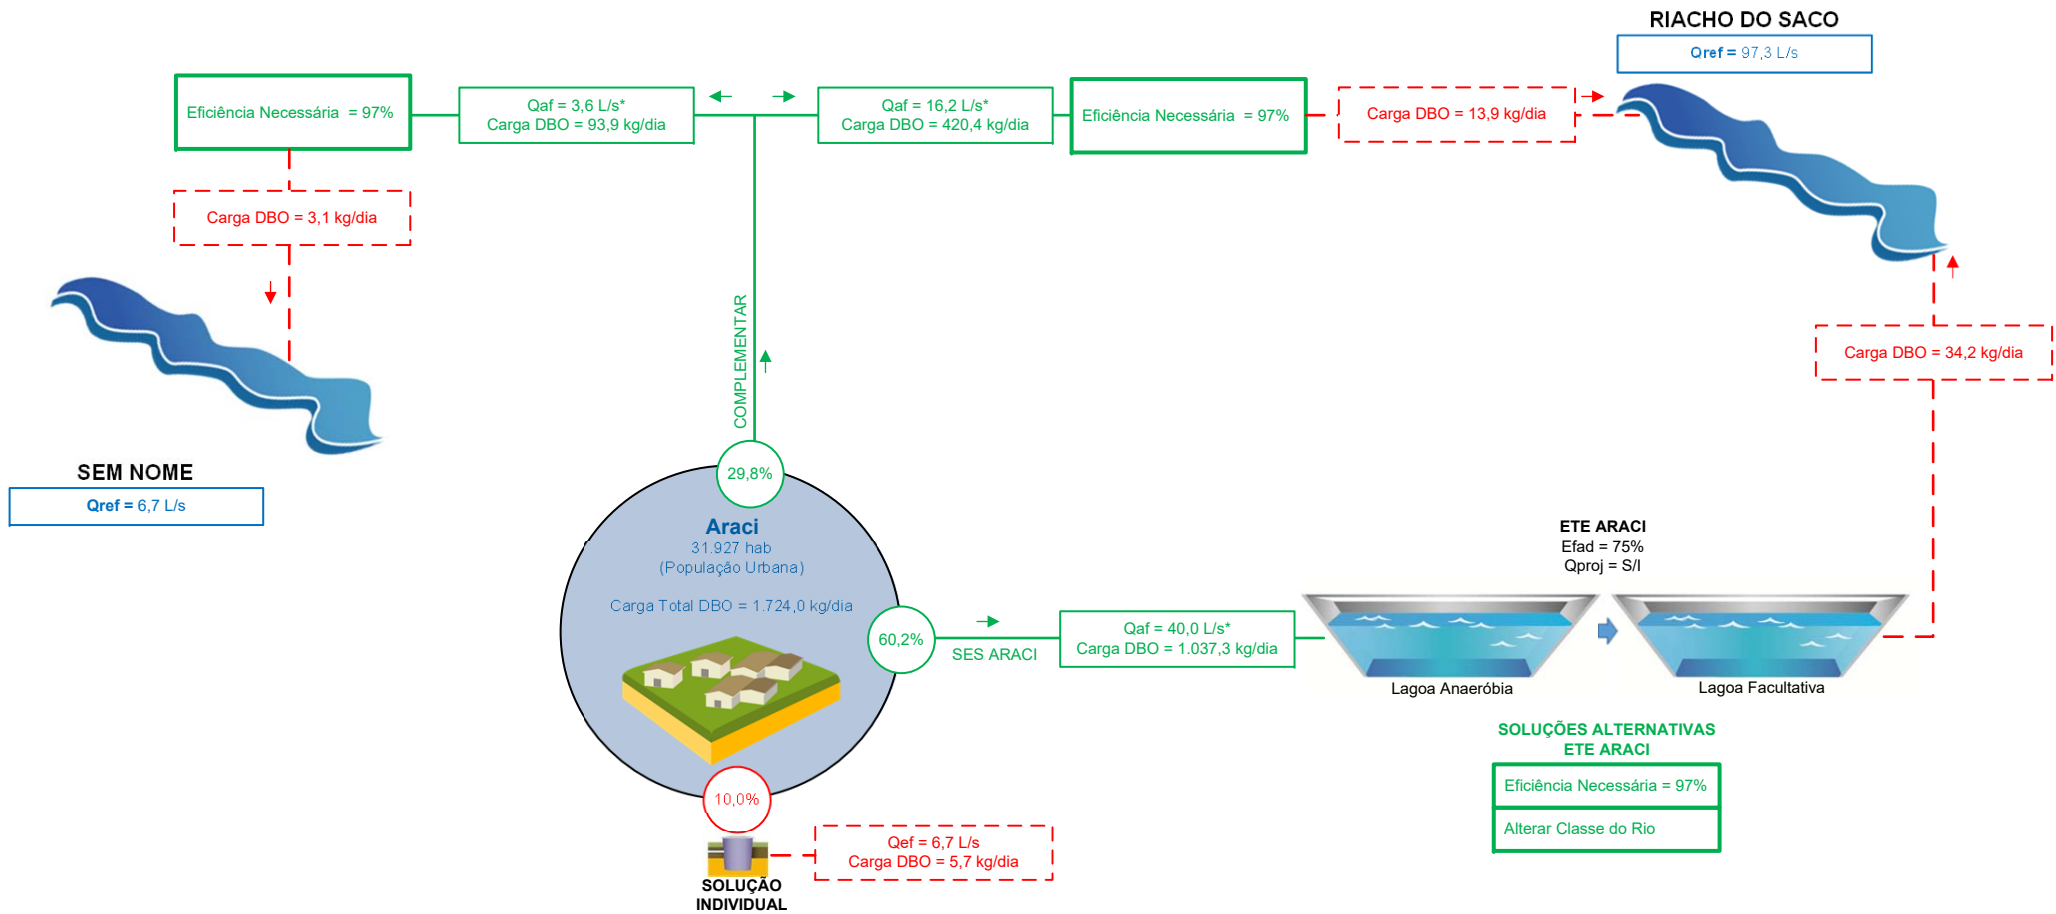 RIACHO DO SACO
Qref = 97,3 L/s
Eficiência Necessária = 97%
Qaf = 3,6 L/s*
Carga DBO = 93,9 kg/dia
Qaf = 16,2 L/s*
Carga DBO = 420,4 kg/dia
Eficiência Necessária = 97%
Carga DBO = 13,9 kg/dia
Carga DBO = 3,1 kg/dia
COMPLEMENTAR
Carga DBO = 34,2 kg/dia
SEM NOME
Qref = 6,7 L/s
29,8%
Araci
31.927 hab
(População Urbana)
Carga Total DBO = 1.724,0 kg/dia
60,2%
SES ARACI
Qaf = 40,0 L/s*
Carga DBO = 1.037,3 kg/dia
ETE ARACI
Efad = 75%
Qproj = S/I
Lagoa Anaeróbia
Lagoa Facultativa
SOLUÇÕES ALTERNATIVAS
ETE ARACI
Eficiência Necessária = 97%
Alterar Classe do Rio
10,0%
Qef = 6,7 L/s
Carga DBO = 5,7 kg/dia
SOLUÇÃO
INDIVIDUAL